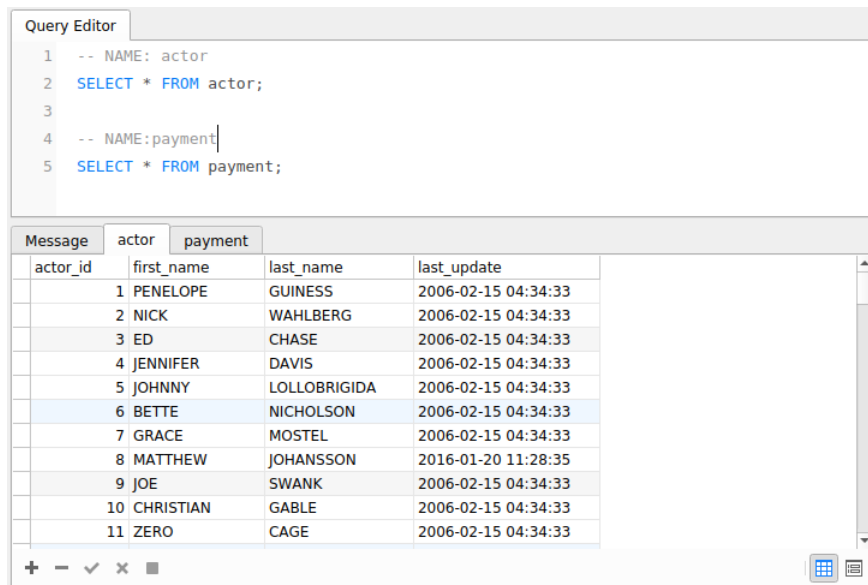 Query Editor
1 -- NAME: actor
2 SELECT * FROM actor;
3
4 -- NAME:payment
5 SELECT * FROM payment;
Message actor payment
actor_id first_name last_name last_update
1 PENELOPE GUINESS 2006-02-15 04:34:33
2 NICK WAHLBERG 2006-02-15 04:34:33
3 ED CHASE 2006-02-15 04:34:33
4 JENNIFER DAVIS 2006-02-15 04:34:33
5 JOHNNY LOLLOBRIGIDA 2006-02-15 04:34:33
6 BETTE NICHOLSON 2006-02-15 04:34:33
7 GRACE MOSTEL 2006-02-15 04:34:33
8 MATTHEW JOHANSSON 2016-01-20 11:28:35
9 JOE SWANK 2006-02-15 04:34:33
10 CHRISTIAN GABLE 2006-02-15 04:34:33
11 ZERO CAGE 2006-02-15 04:34:33